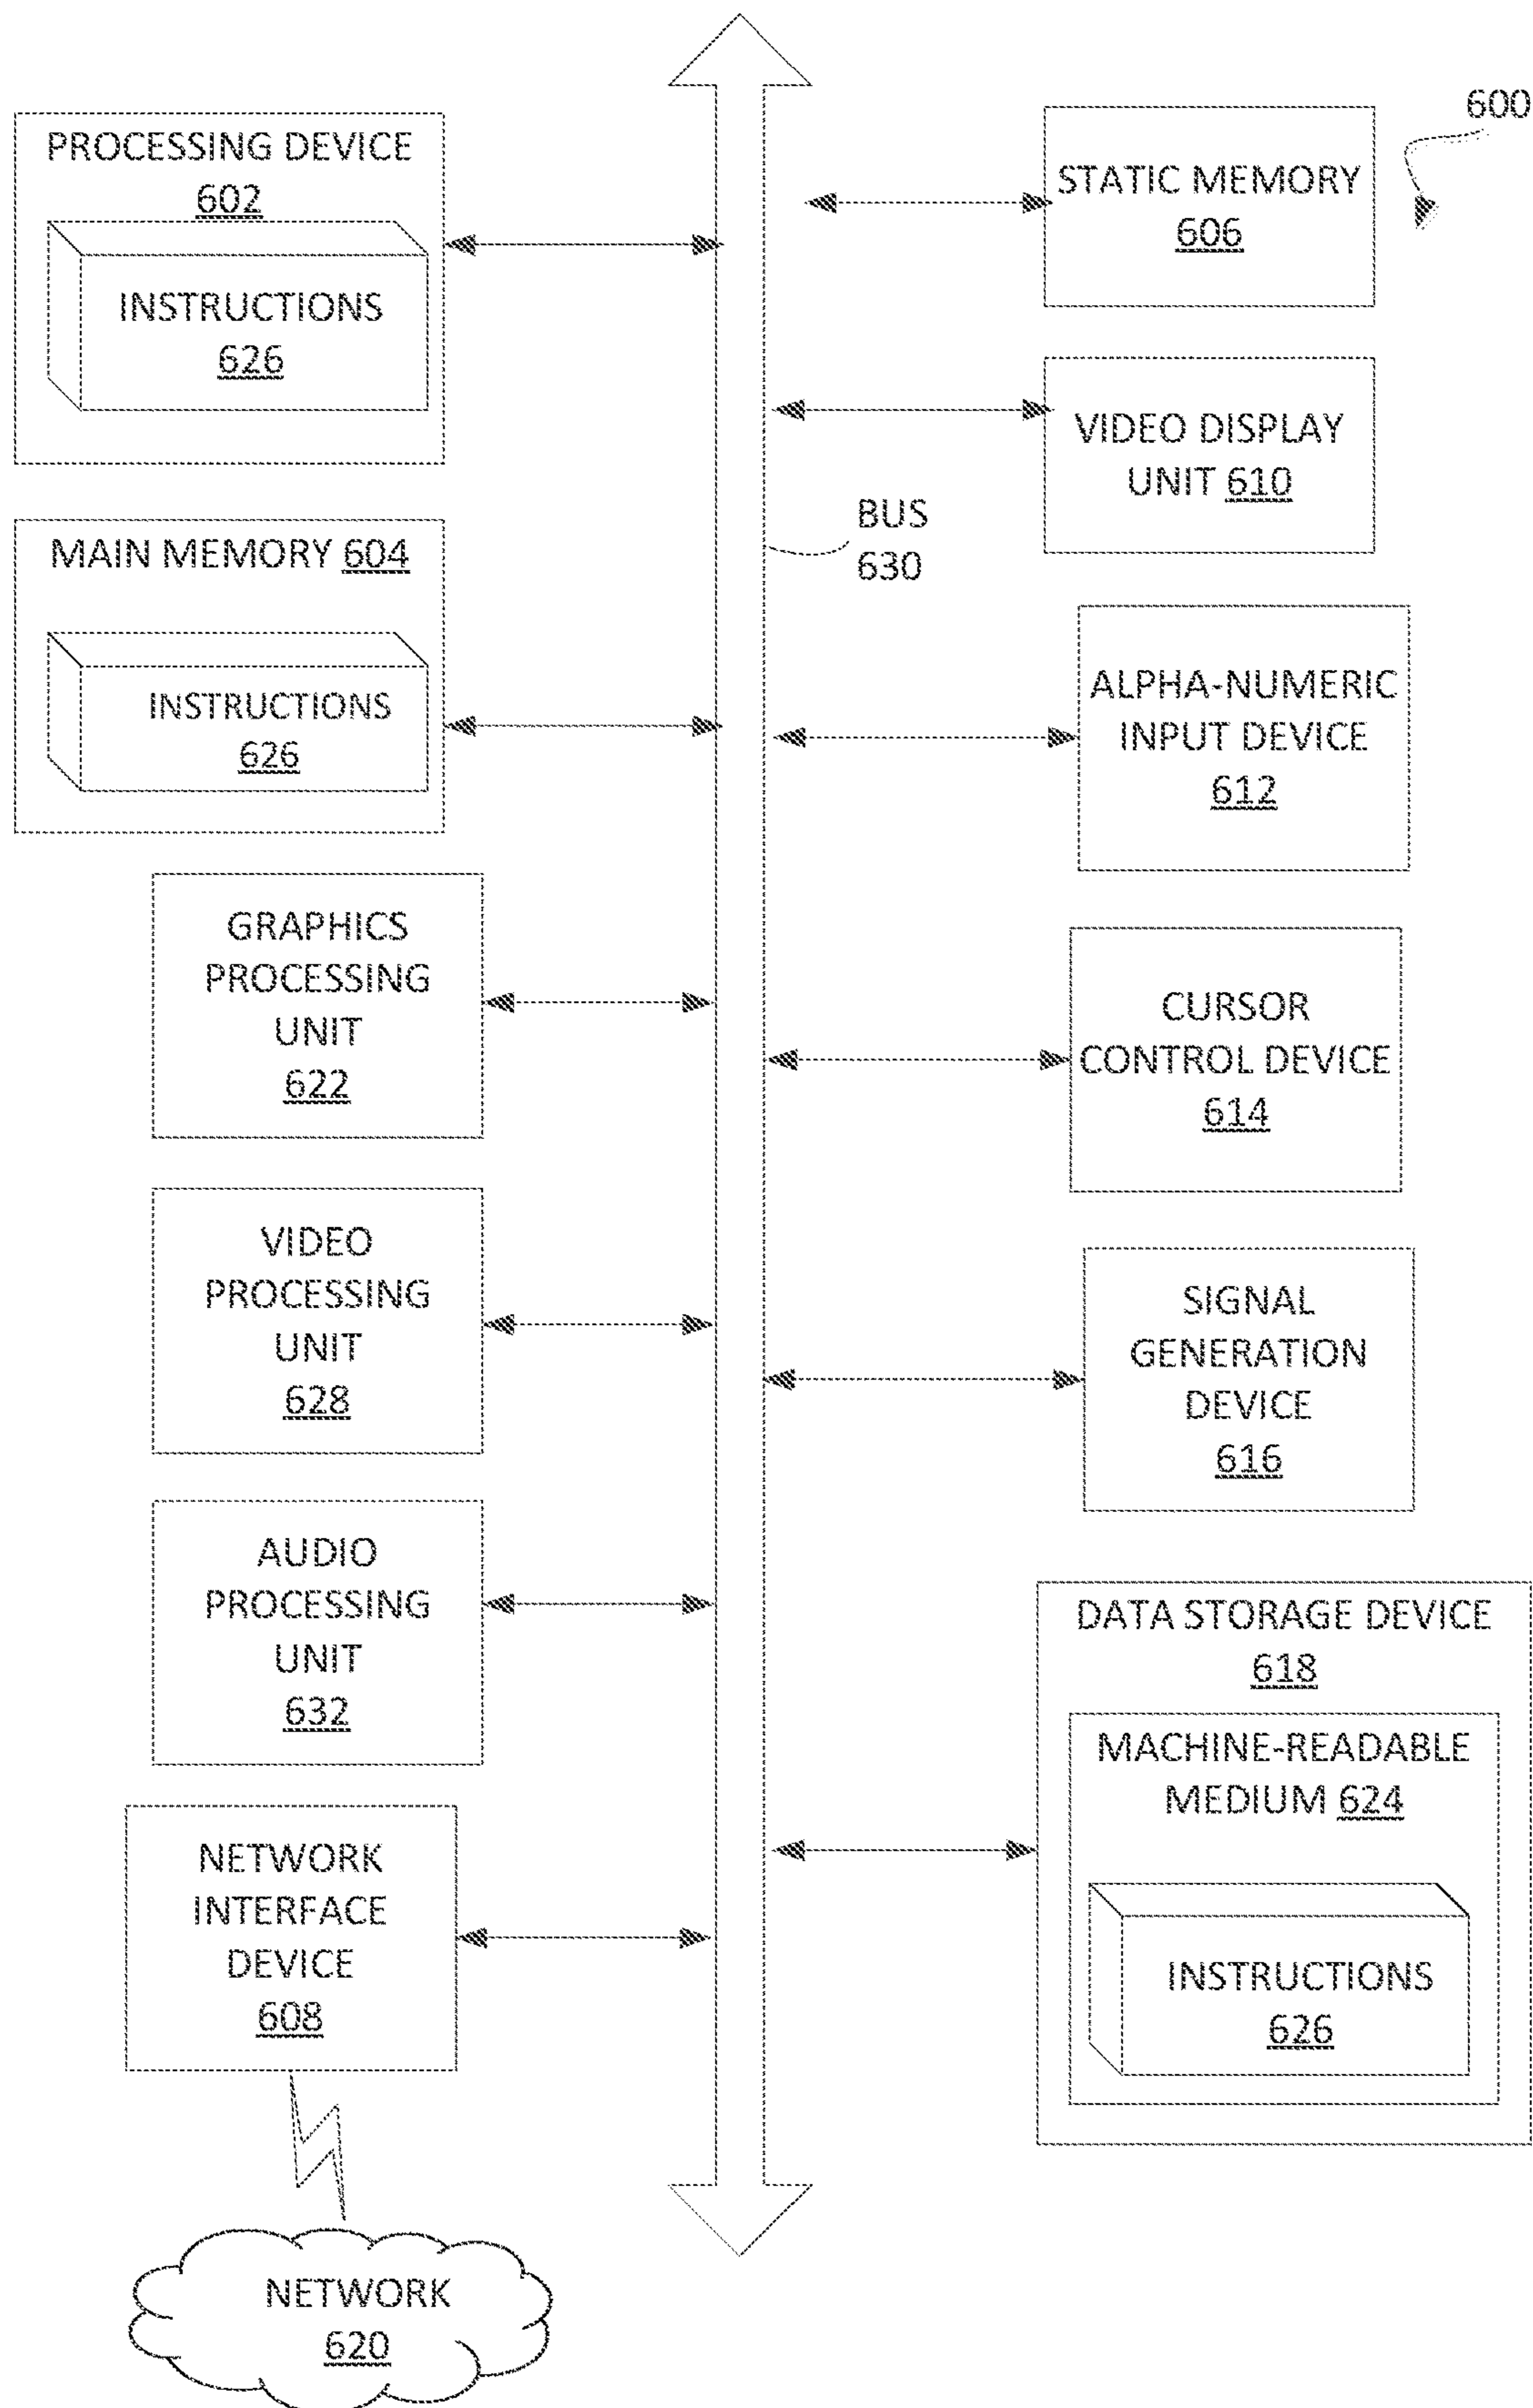 PROCESSING DEVICE
602
INSTRUCTIONS
626
MAIN MEMORY 604
INSTRUCTIONS
626
GRAPHICS
PROCESSING
UNIT
622
VIDEO
PROCESSING
UNIT
628
AUDIO
PROCESSING
UNIT
632
NETWORK
INTERFACE
DEVICE
608
NETWORK
620
BUS
630
600
STATIC MEMORY
606
VIDEO DISPLAY
UNIT 610
ALPHA-NUMERIC
INPUT DEVICE
612
CURSOR
CONTROL DEVICE
614
SIGNAL
GENERATION
DEVICE
616
DATA STORAGE DEVICE
618
MACHINE-READABLE
MEDIUM 624
INSTRUCTIONS
626